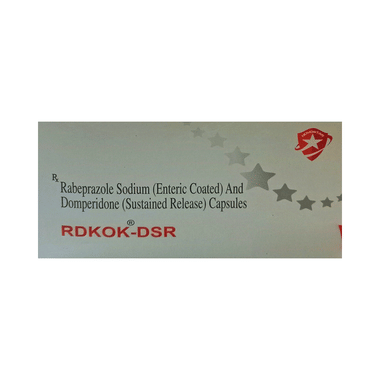 Rx Rabeprazole Sodium (Enteric Coated) And
Domperidone (Sustained Release) Capsules
RDKOK-DSR®